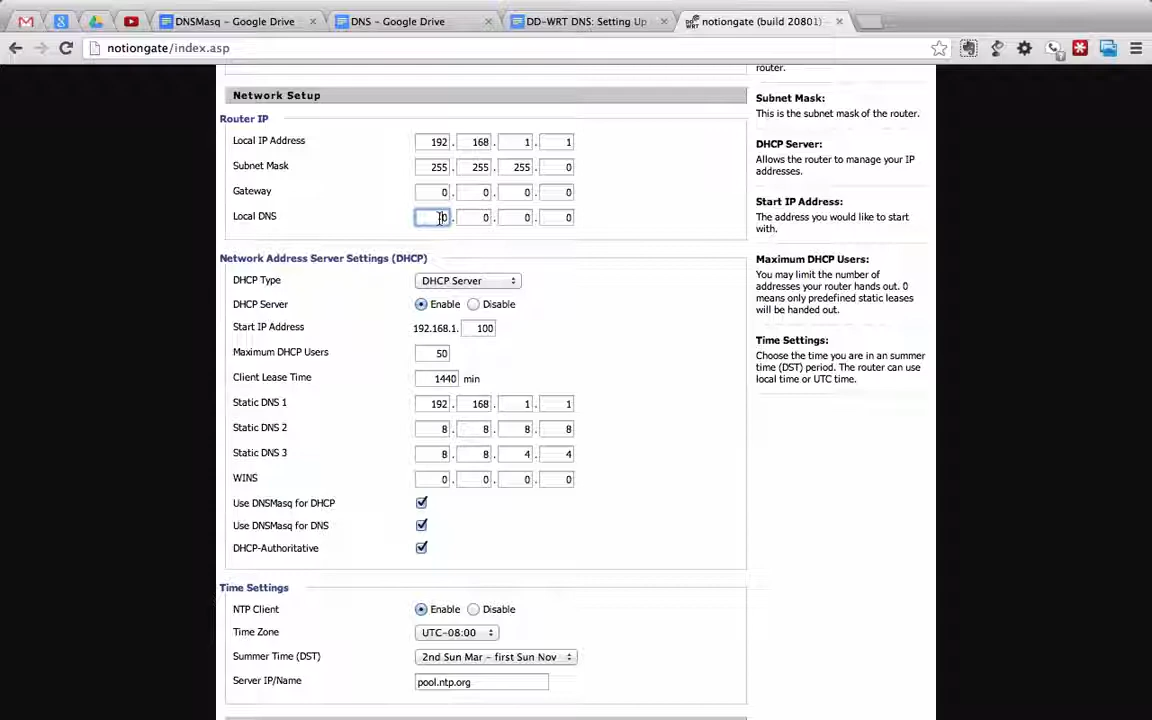 DNSMasq – Google Drive
DNS – Google Drive
DD-WRT DNS: Setting Up
notiongate (build 20801) –
notiongate/index.asp
router.
Network Setup
Router IP
Subnet Mask:
This is the subnet mask of the router.
Local IP Address 192 . 168 . 1 . 1
Subnet Mask 255 . 255 . 255 . 0
Gateway 0 . 0 . 0 . 0
Local DNS 0 . 0 . 0 . 0
DHCP Server:
Allows the router to manage your IP
addresses.
Start IP Address:
The address you would like to start
with.
Network Address Server Settings (DHCP)
DHCP Type DHCP Server
DHCP Server Enable Disable
Start IP Address 192.168.1. 100
Maximum DHCP Users 50
Client Lease Time 1440 min
Static DNS 1 192 . 168 . 1 . 1
Static DNS 2 8 . 8 . 8 . 8
Static DNS 3 8 . 8 . 4 . 4
WINS 0 . 0 . 0 . 0
Use DNSMasq for DHCP
Use DNSMasq for DNS
DHCP-Authoritative
Maximum DHCP Users:
You may limit the number of
addresses your router hands out. 0
means only predefined static leases
will be handed out.
Time Settings:
Choose the time you are in an summer
time (DST) period. The router can use
local time or UTC time.
Time Settings
NTP Client Enable Disable
Time Zone UTC-08:00
Summer Time (DST) 2nd Sun Mar – first Sun Nov
Server IP/Name pool.ntp.org